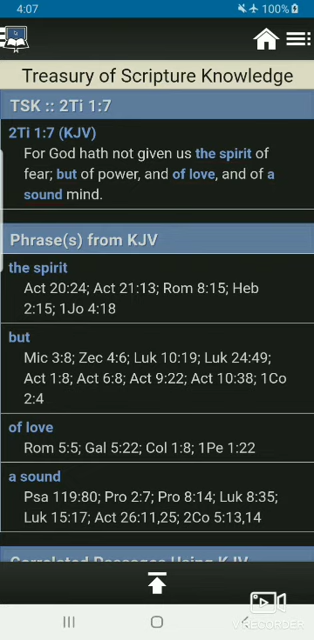 4:07
100%
Treasury of Scripture Knowledge
TSK :: 2Ti 1:7
2Ti 1:7 (KJV)
For God hath not given us the spirit of
fear; but of power, and of love, and of a
sound mind.
Phrase(s) from KJV
the spirit
Act 20:24; Act 21:13; Rom 8:15; Heb
2:15; 1Jo 4:18
but
Mic 3:8; Zec 4:6; Luk 10:19; Luk 24:49;
Act 1:8; Act 6:8; Act 9:22; Act 10:38; 1Co
2:4
of love
Rom 5:5; Gal 5:22; Col 1:8; 1Pe 1:22
a sound
Psa 119:80; Pro 2:7; Pro 8:14; Luk 8:35;
Luk 15:17; Act 26:11,25; 2Co 5:13,14
Correlated Passages Using KJV
V RECORDER